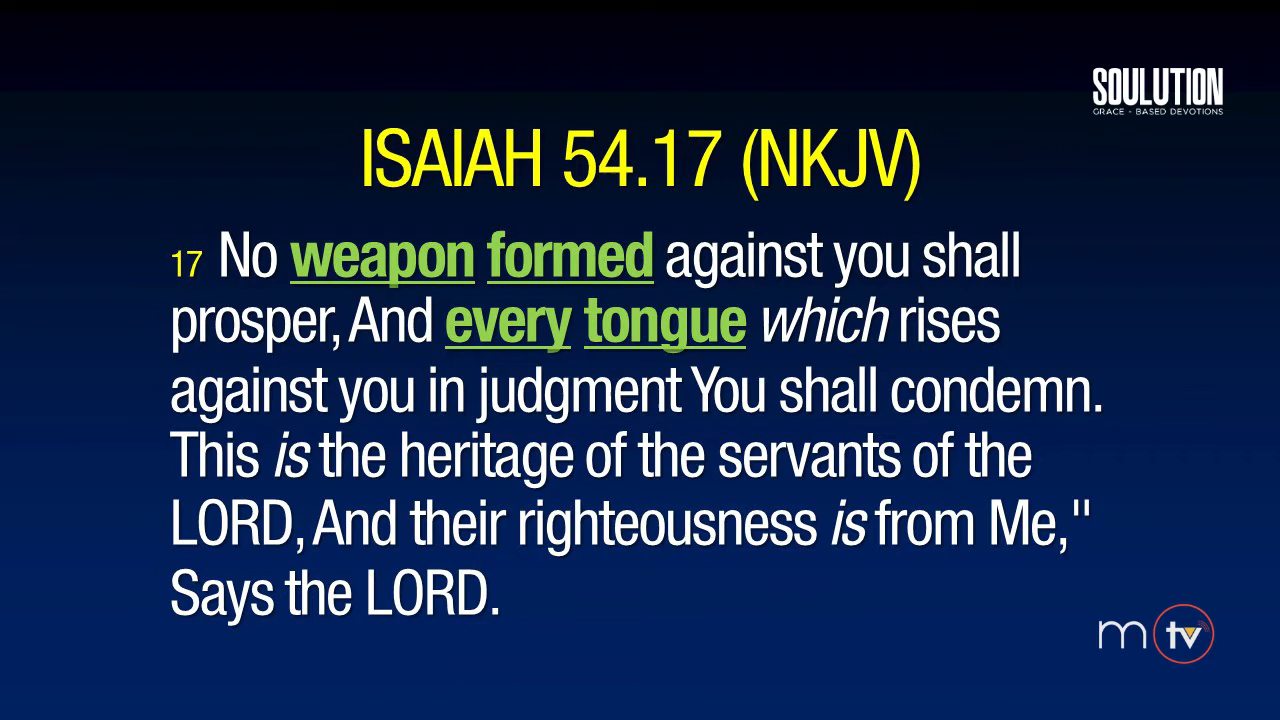 SOULUTION
GRACE - BASED DEVOTIONS
ISAIAH 54.17 (NKJV)
17 No weapon formed against you shall
prosper, And every tongue which rises
against you in judgment You shall condemn.
This is the heritage of the servants of the
LORD, And their righteousness is from Me,"
Says the LORD.
m tv